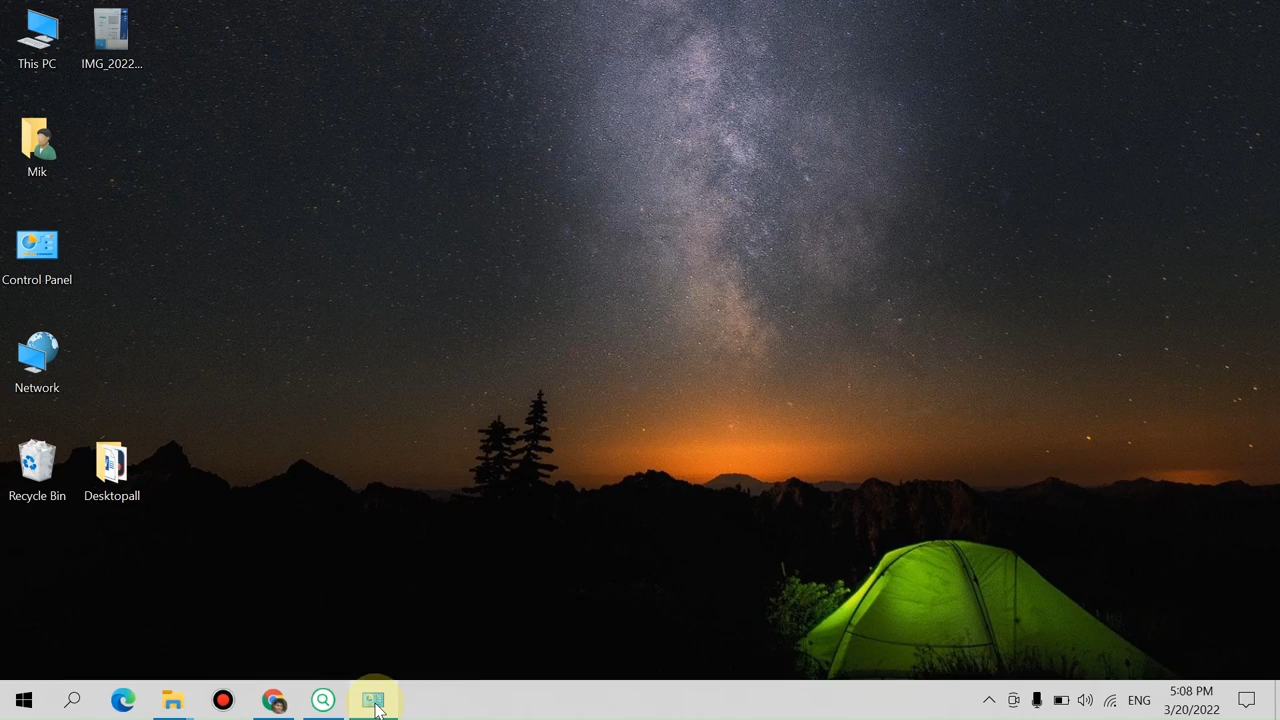 This PC
IMG_2022...
Mik
Control Panel
Network
Recycle Bin
Desktopall
ENG
5:08 PM
3/20/2022